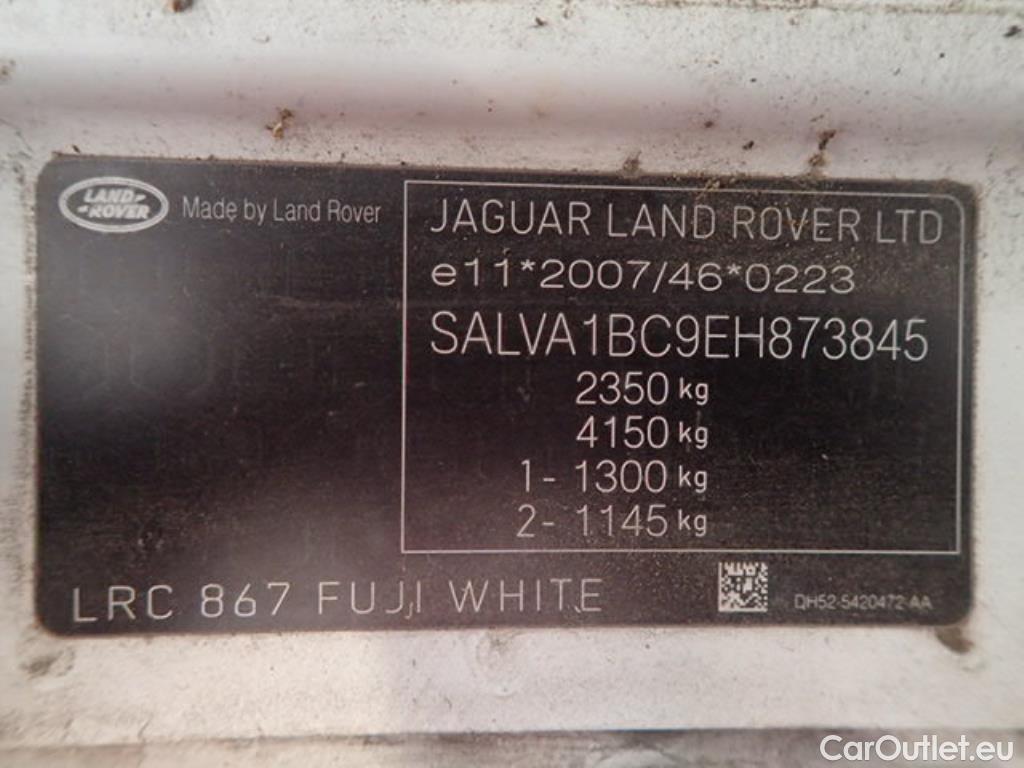 LAND ROVER
Made by Land Rover
JAGUAR LAND ROVER LTD
e11*2007/46*0223
SALVA1BC9EH873845
2350 kg
4150 kg
1- 1300 kg
2- 1145 kg
LRC 867 FUJI WHITE
DH52-5420472-AA
CarOutlet.eu